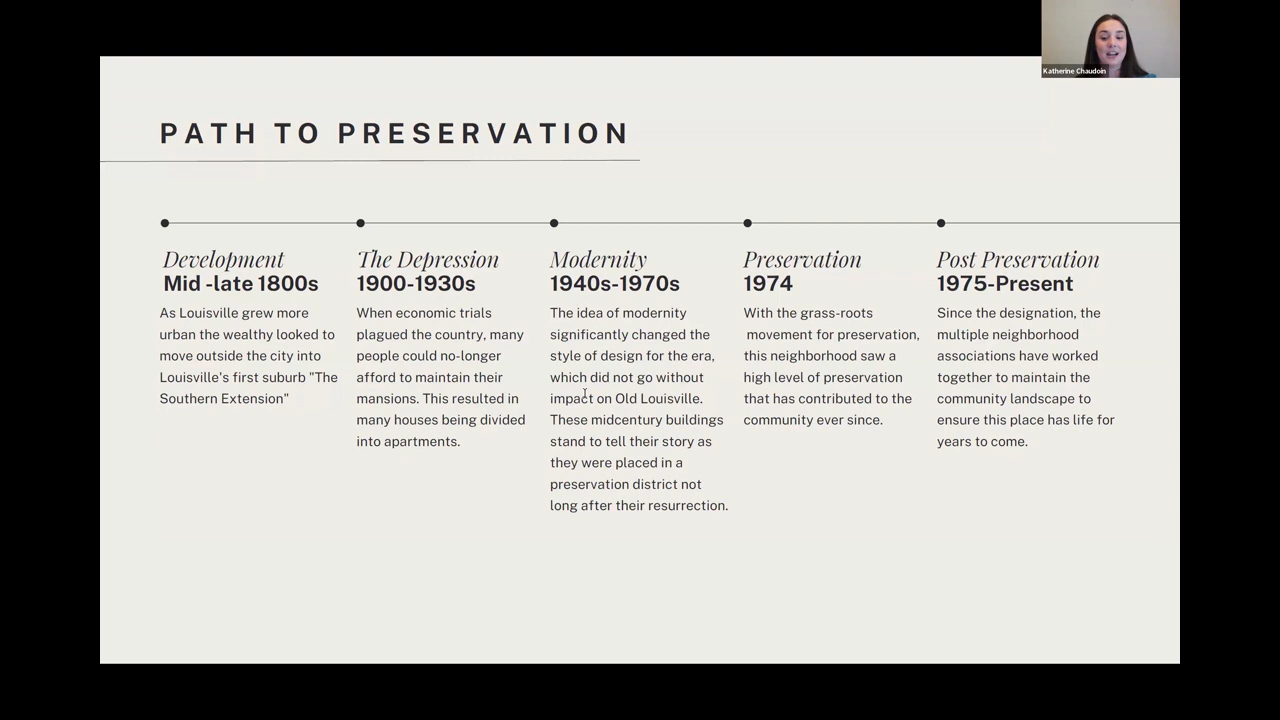 Katherine Chaudoin
PATH TO PRESERVATION
Development
Mid -late 1800s
As Louisville grew more
urban the wealthy looked to
move outside the city into
Louisville's first suburb "The
Southern Extension"
The Depression
1900-1930s
When economic trials
plagued the country, many
people could no-longer
afford to maintain their
mansions. This resulted in
many houses being divided
into apartments.
Modernity
1940s-1970s
The idea of modernity
significantly changed the
style of design for the era,
which did not go without
impact on Old Louisville.
These midcentury buildings
stand to tell their story as
they were placed in a
preservation district not
long after their resurrection.
Preservation
1974
With the grass-roots
movement for preservation,
this neighborhood saw a
high level of preservation
that has contributed to the
community ever since.
Post Preservation
1975-Present
Since the designation, the
multiple neighborhood
associations have worked
together to maintain the
community landscape to
ensure this place has life for
years to come.